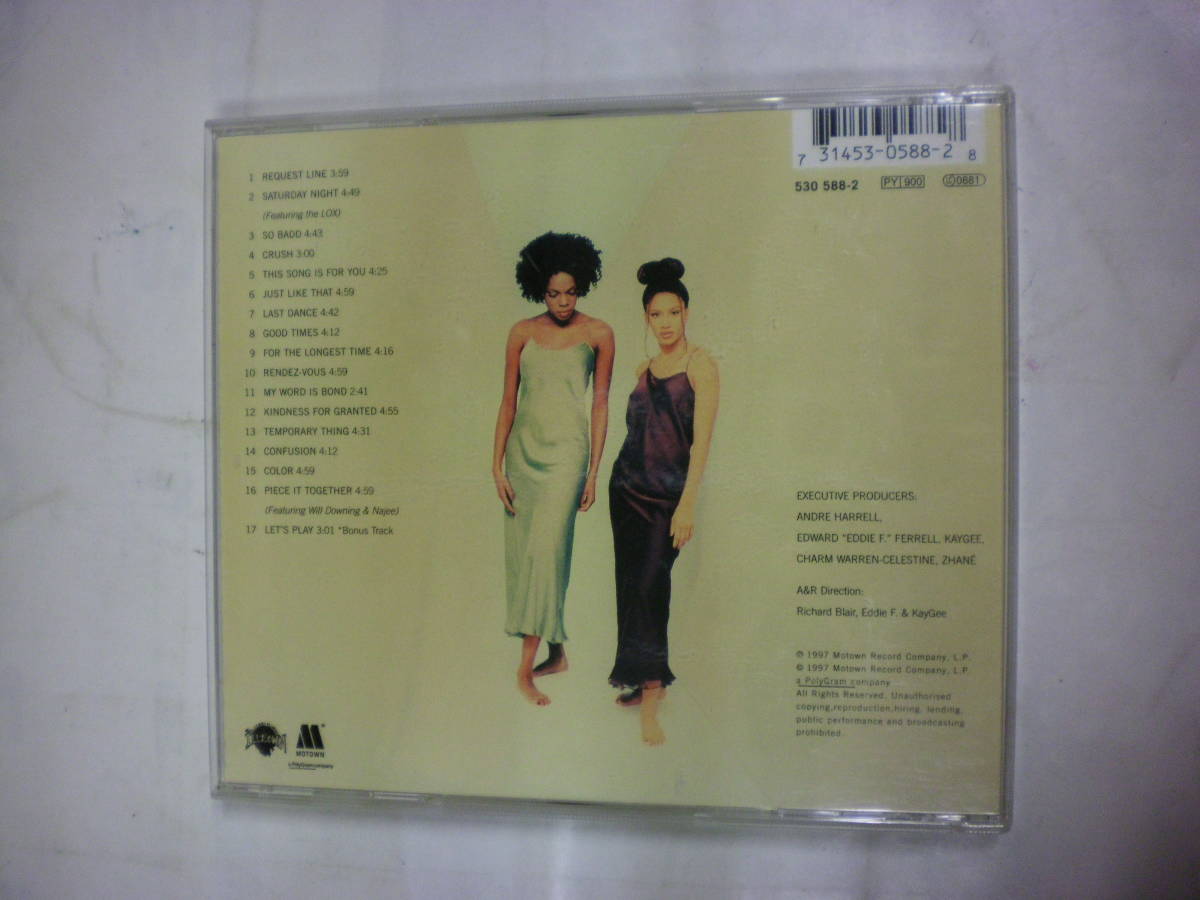 1 REQUEST LINE 3:59
2 SATURDAY NIGHT 4:49
(Featuring the LOX)
3 SO BADD 4:43
4 CRUSH 3:00
5 THIS SONG IS FOR YOU 4:25
6 JUST LIKE THAT 4:59
7 LAST DANCE 4:42
8 GOOD TIMES 4:12
9 FOR THE LONGEST TIME 4:16
10 RENDEZ-VOUS 4:59
11 MY WORD IS BOND 2:41
12 KINDNESS FOR GRANTED 4:55
13 TEMPORARY THING 4:31
14 CONFUSION 4:12
15 COLOR 4:59
16 PIECE IT TOGETHER 4:59
(Featuring Will Downing & Najee)
17 LET'S PLAY 3:01 *Bonus Track
7 31453-0588-2 8
530 588-2 PY 900 LC 0881
EXECUTIVE PRODUCERS:
ANDRE HARRELL,
EDWARD "EDDIE F." FERRELL, KAYGEE,
CHARM WARREN-CELESTINE, ZHANÉ
A&R Direction:
Richard Blair, Eddie F. & KayGee
℗ 1997 Motown Record Company, L.P.
© 1997 Motown Record Company, L.P.
a PolyGram company
All Rights Reserved. Unauthorised
copying,reproduction,hiring, lending,
public performance and broadcasting
prohibited.
ILLTOWN
MOTOWN
a PolyGram company